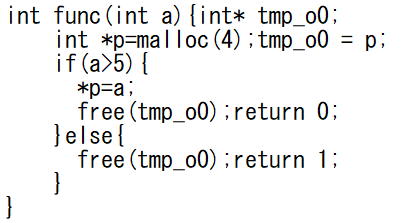 int func(int a){int* tmp_o0;
    int *p=malloc(4);tmp_o0 = p;
    if(a>5){
      *p=a;
      free(tmp_o0);return 0;
    }else{
      free(tmp_o0);return 1;
    }
}